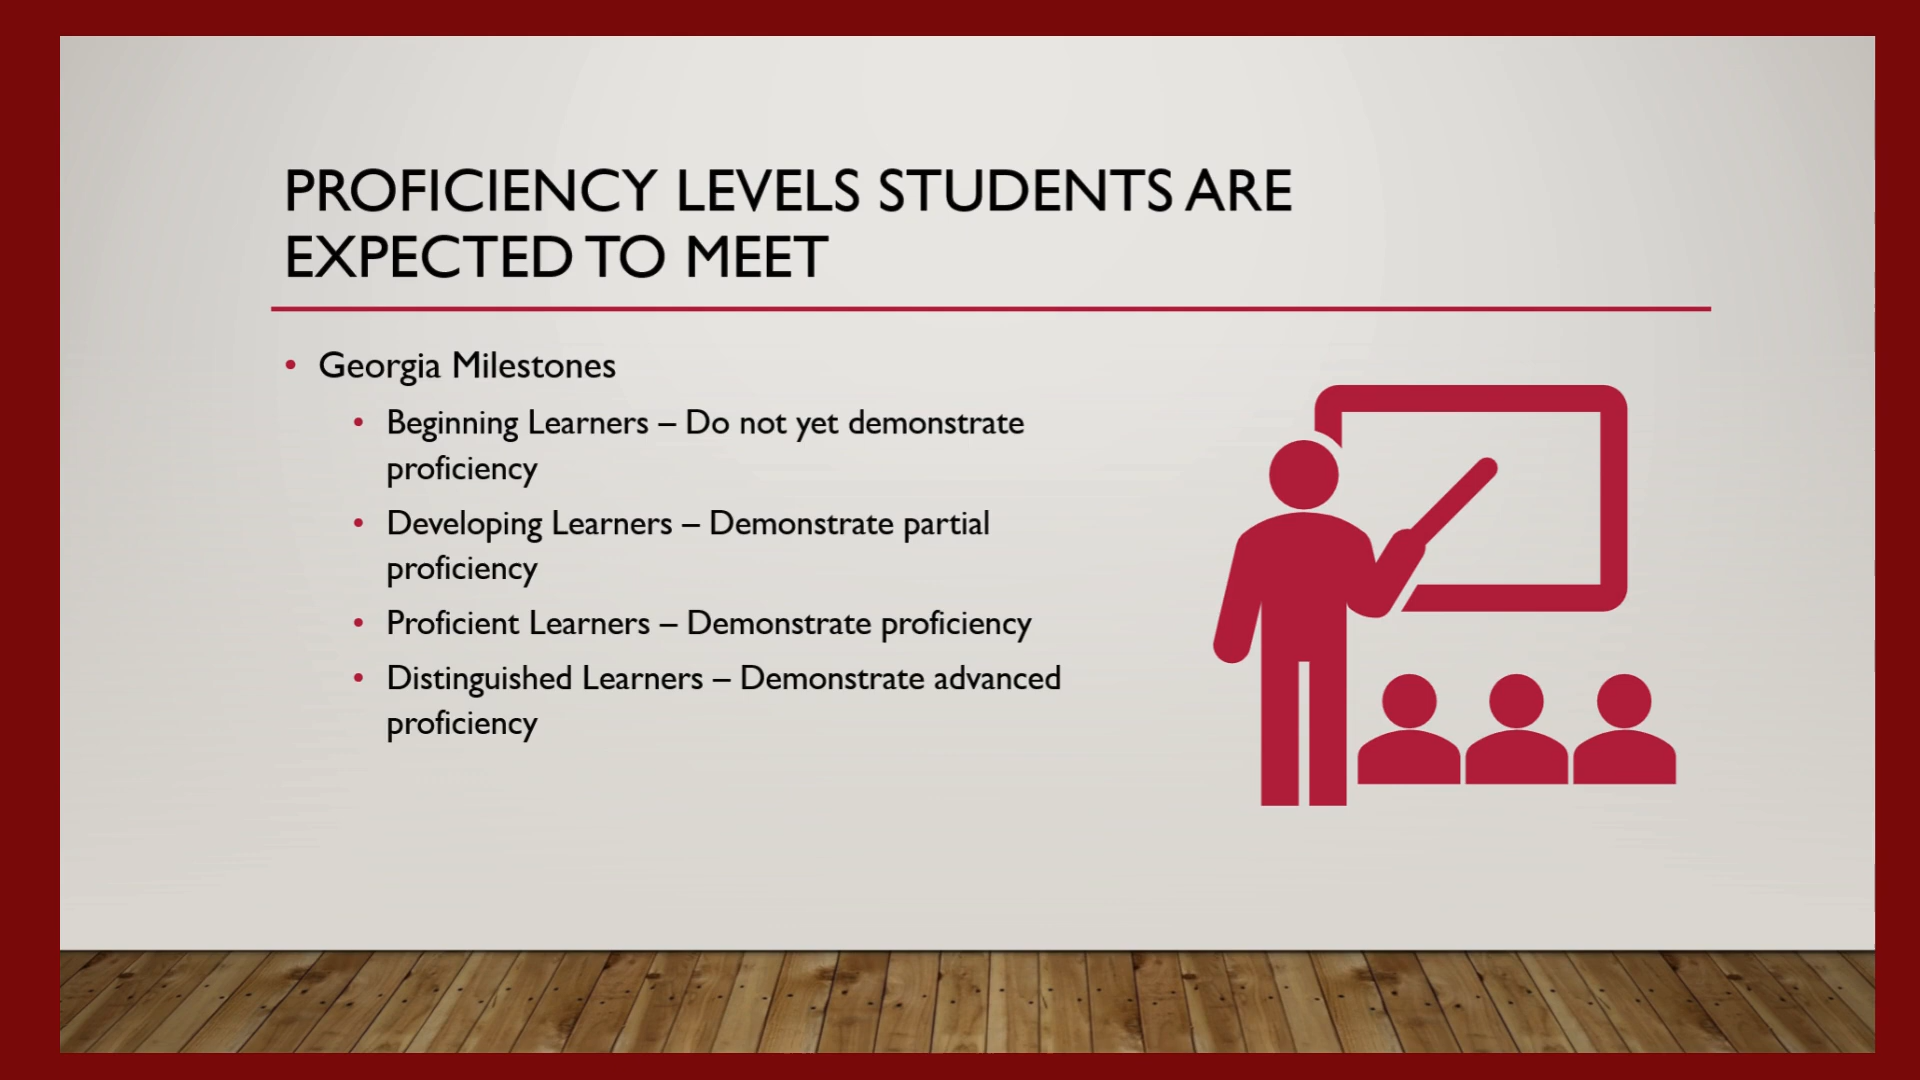 PROFICIENCY LEVELS STUDENTS ARE
EXPECTED TO MEET
• Georgia Milestones
• Beginning Learners – Do not yet demonstrate
proficiency
• Developing Learners – Demonstrate partial
proficiency
• Proficient Learners – Demonstrate proficiency
• Distinguished Learners – Demonstrate advanced
proficiency